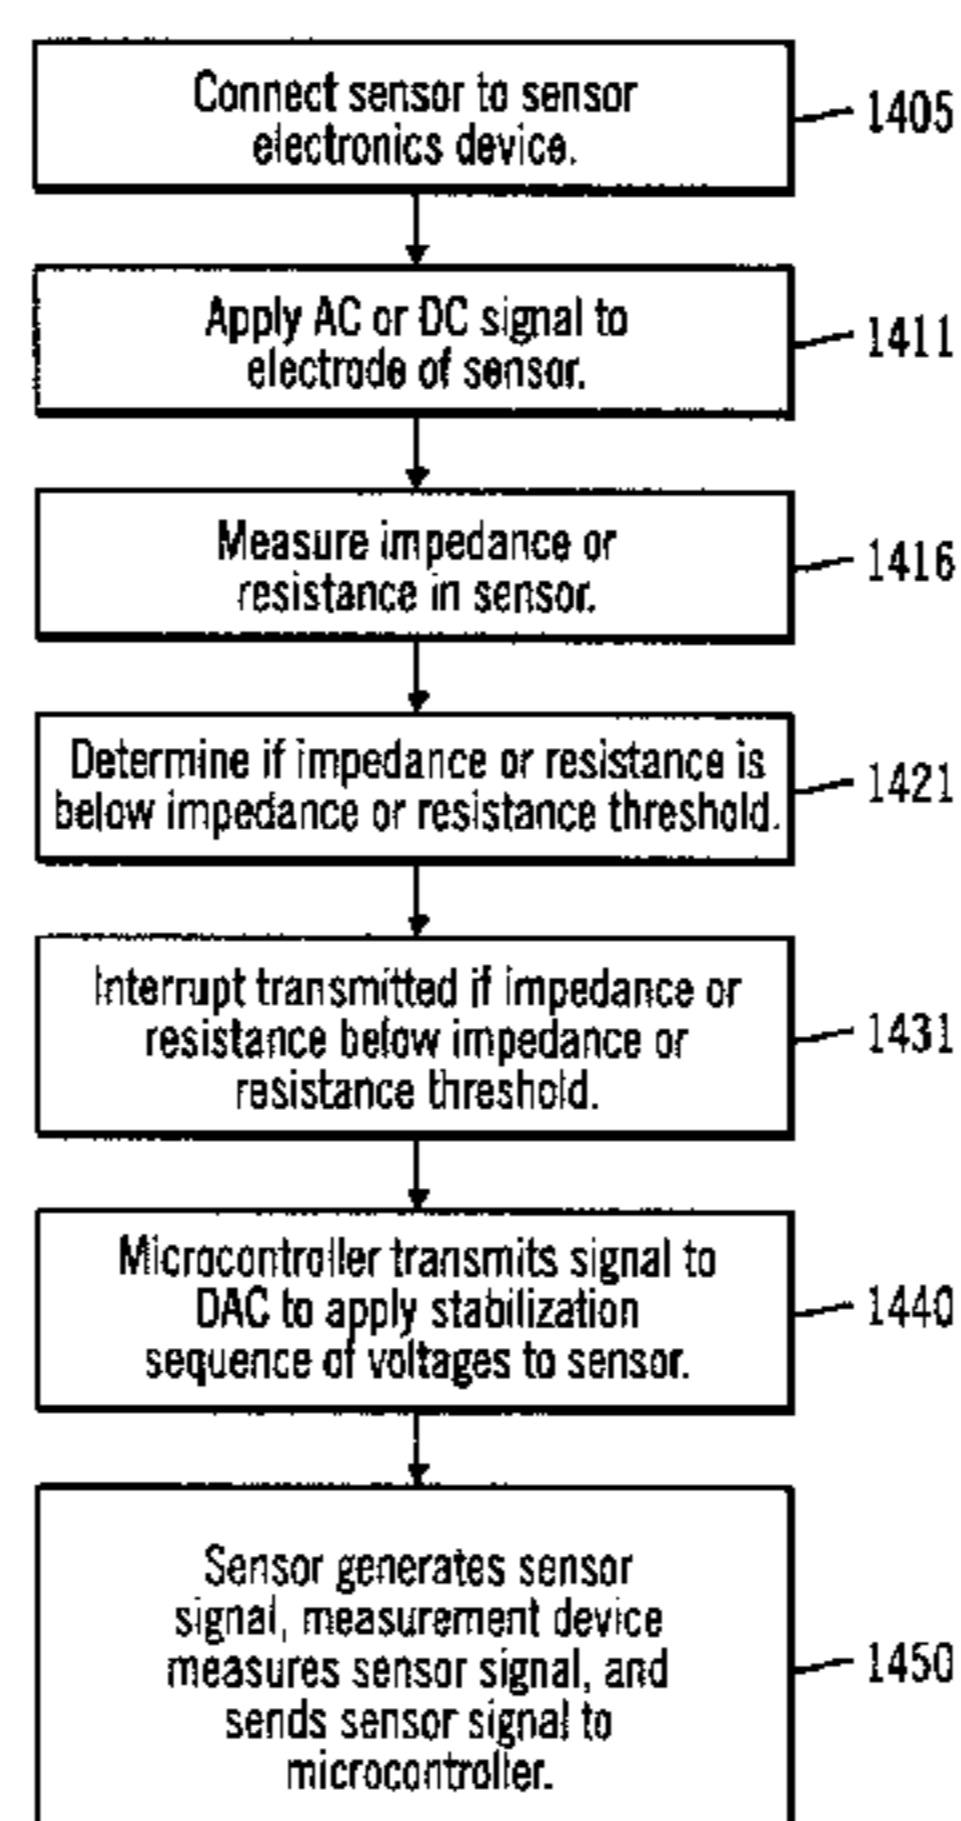 Connect sensor to sensor
electronics device.
1405
Apply AC or DC signal to
electrode of sensor.
1411
Measure impedance or
resistance in sensor.
1416
Determine if impedance or resistance is
below impedance or resistance threshold.
1421
Interrupt transmitted if impedance or
resistance below impedance or
resistance threshold.
1431
Microcontroller transmits signal to
DAC to apply stabilization
sequence of voltages to sensor.
1440
Sensor generates sensor
signal, measurement device
measures sensor signal, and
sends sensor signal to
microcontroller.
1450